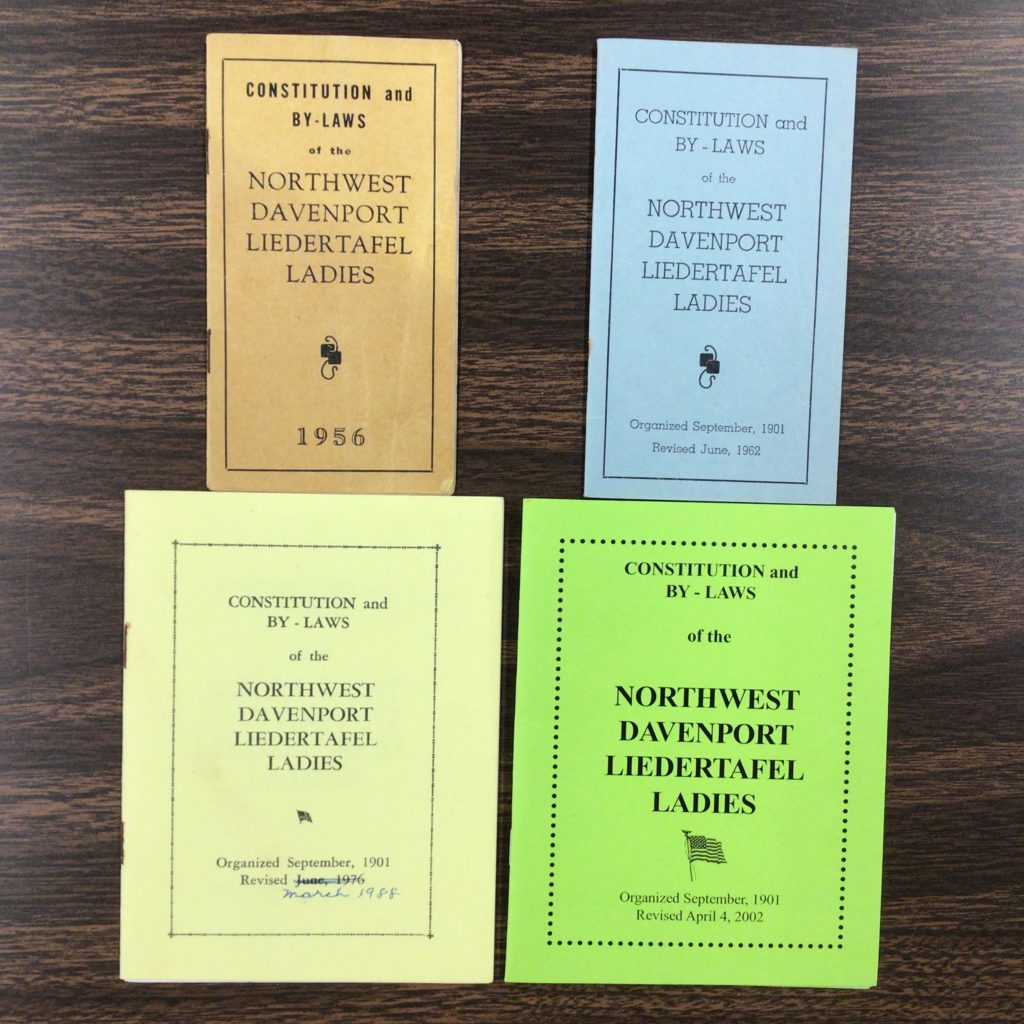 CONSTITUTION and
BY-LAWS
of the
NORTHWEST
DAVENPORT
LIEDERTAFEL
LADIES
1956
CONSTITUTION and
BY - LAWS
of the
NORTHWEST
DAVENPORT
LIEDERTAFEL
LADIES
Organized September, 1901
Revised June, 1962
CONSTITUTION and
BY - LAWS
of the
NORTHWEST
DAVENPORT
LIEDERTAFEL
LADIES
Organized September, 1901
Revised June, 1976
March 1988
CONSTITUTION and
BY - LAWS
of the
NORTHWEST
DAVENPORT
LIEDERTAFEL
LADIES
Organized September, 1901
Revised April 4, 2002